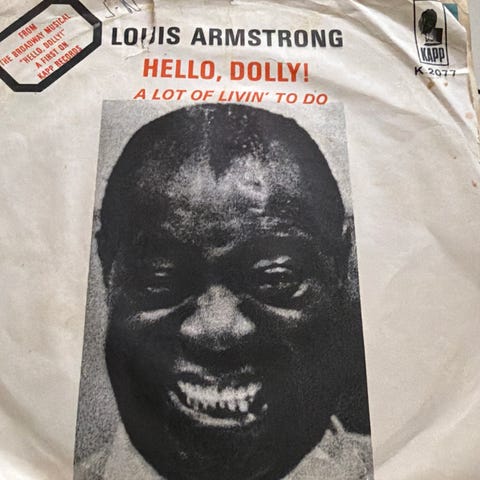 FROM
THE BROADWAY MUSICAL
"HELLO, DOLLY!"
A FIRST ON
KAPP RECORDS
LOUIS ARMSTRONG
HELLO, DOLLY!
A LOT OF LIVIN' TO DO
KAPP
K 2077